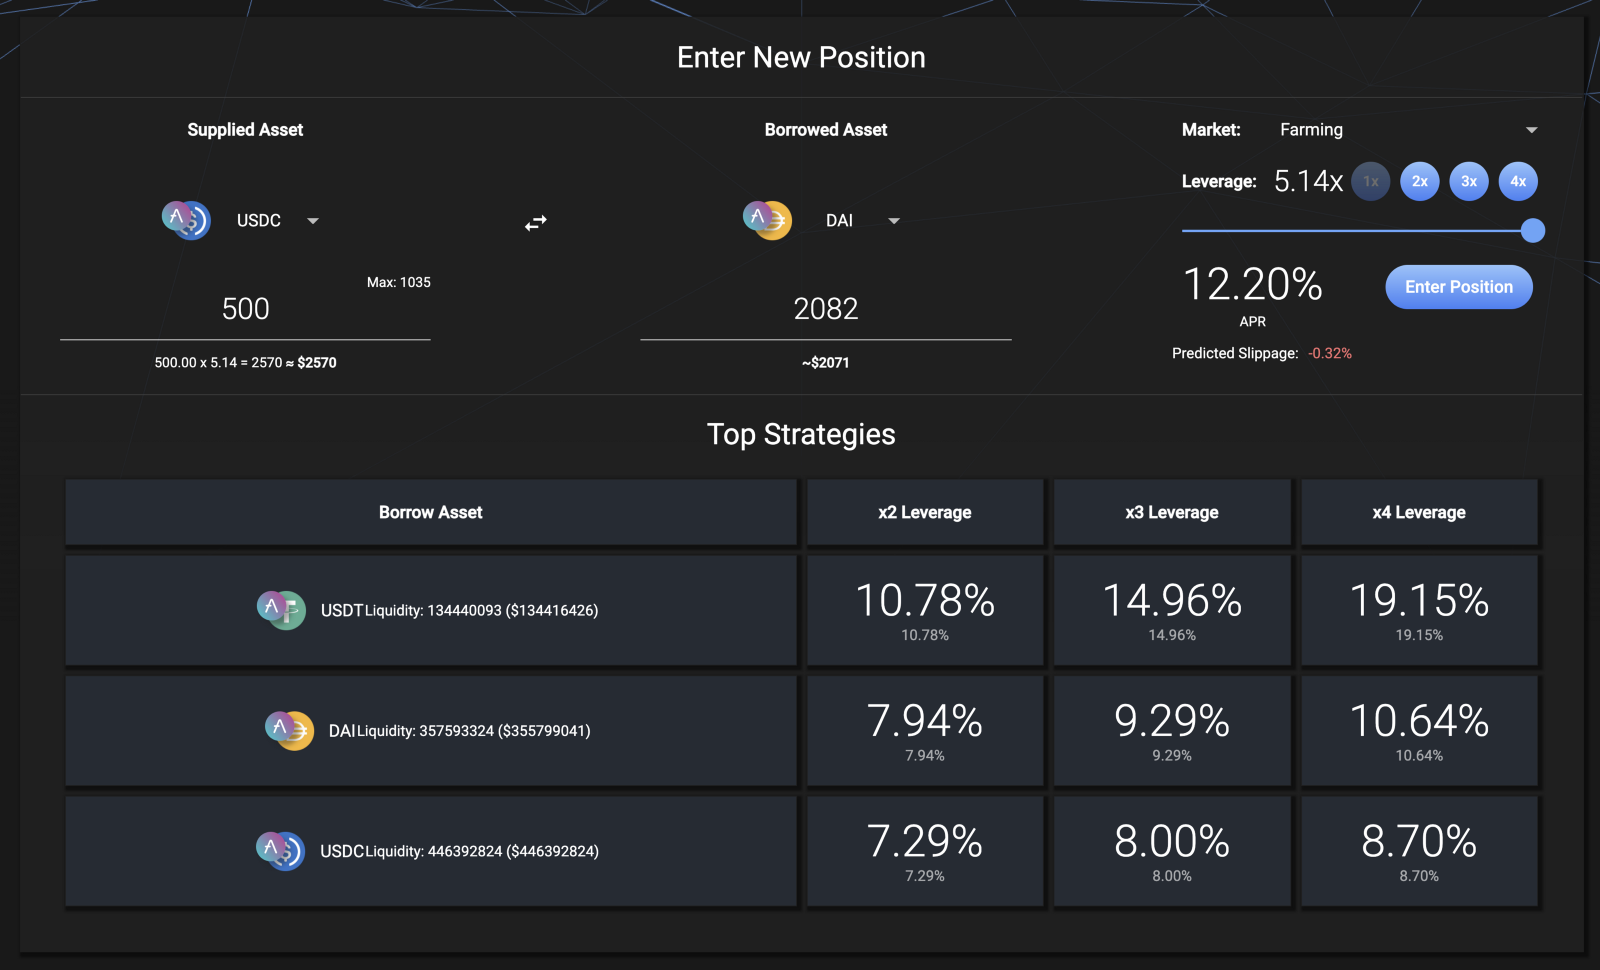 Enter New Position
Supplied Asset
Borrowed Asset
Market: Farming
Leverage: 5.14x 1x 2x 3x 4x
USDC
DAI
Max: 1035
500
2082
12.20%
Enter Position
APR
Predicted Slippage: -0.32%
500.00 x 5.14 = 2570 ≈ $2570
~$2071
Top Strategies
Borrow Asset x2 Leverage x3 Leverage x4 Leverage
USDT Liquidity: 134440093 ($134416426) 10.78% 14.96% 19.15%
10.78% 14.96% 19.15%
DAI Liquidity: 357593324 ($355799041) 7.94% 9.29% 10.64%
7.94% 9.29% 10.64%
USDC Liquidity: 446392824 ($446392824) 7.29% 8.00% 8.70%
7.29% 8.00% 8.70%